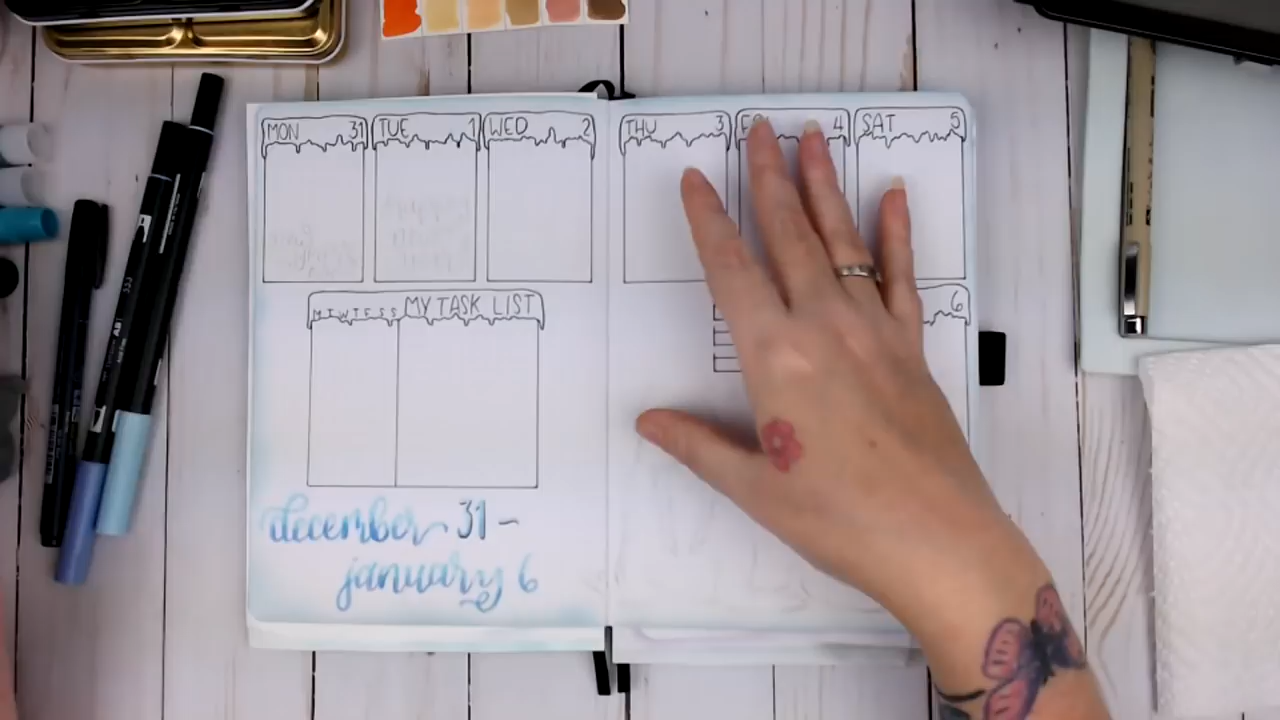 MON 31
TUE 1
WED 2
THU 3
4
SAT 5
M T W T F S S MY TASK LIST
6
december 31 -
january 6